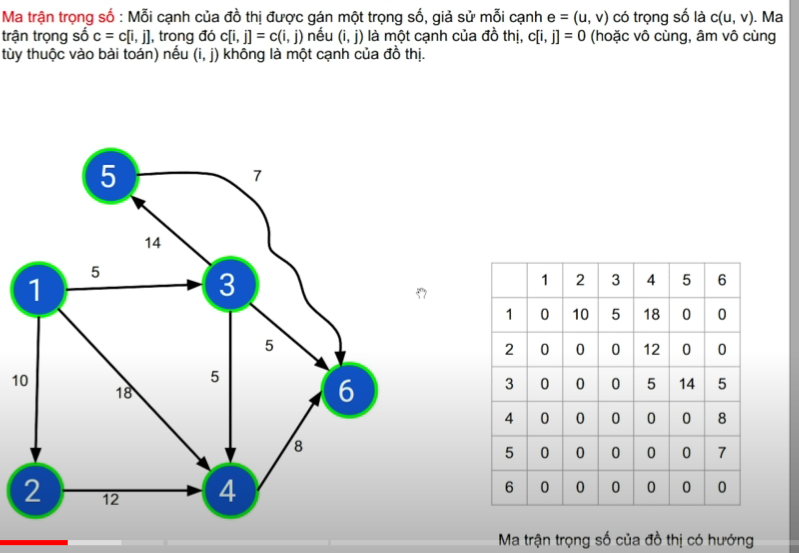 Ma trận trọng số : Mỗi cạnh của đồ thị được gán một trọng số, giả sử mỗi cạnh e = (u, v) có trọng số là c(u, v). Ma
trận trọng số c = c[i, j], trong đó c[i, j] = c(i, j) nếu (i, j) là một cạnh của đồ thị, c[i, j] = 0 (hoặc vô cùng, âm vô cùng
tùy thuộc vào bài toán) nếu (i, j) không là một cạnh của đồ thị.
5
7
14
5
1
3
5
10
18
5
6
8
2
12
4
1 2 3 4 5 6
1 0 10 5 18 0 0
2 0 0 0 12 0 0
3 0 0 0 5 14 5
4 0 0 0 0 0 8
5 0 0 0 0 0 7
6 0 0 0 0 0 0
Ma trận trọng số của đồ thị có hướng